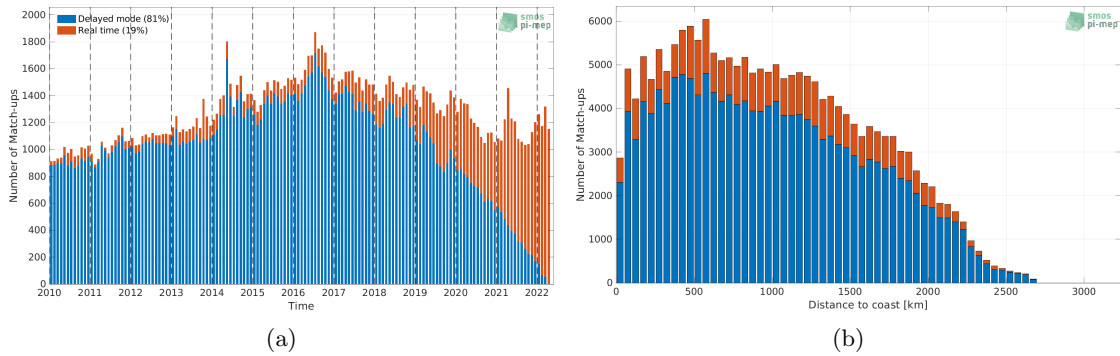 Delayed mode (81%)
Real time (19%)
smos
pi-mep
Number of Match-ups
2000
1800
1600
1400
1200
1000
800
600
400
200
0
2010 2011 2012 2013 2014 2015 2016 2017 2018 2019 2020 2021 2022
Time
(a)
smos
pi-mep
Number of Match-ups
6000
5000
4000
3000
2000
1000
0
0 500 1000 1500 2000 2500 3000
Distance to coast [km]
(b)